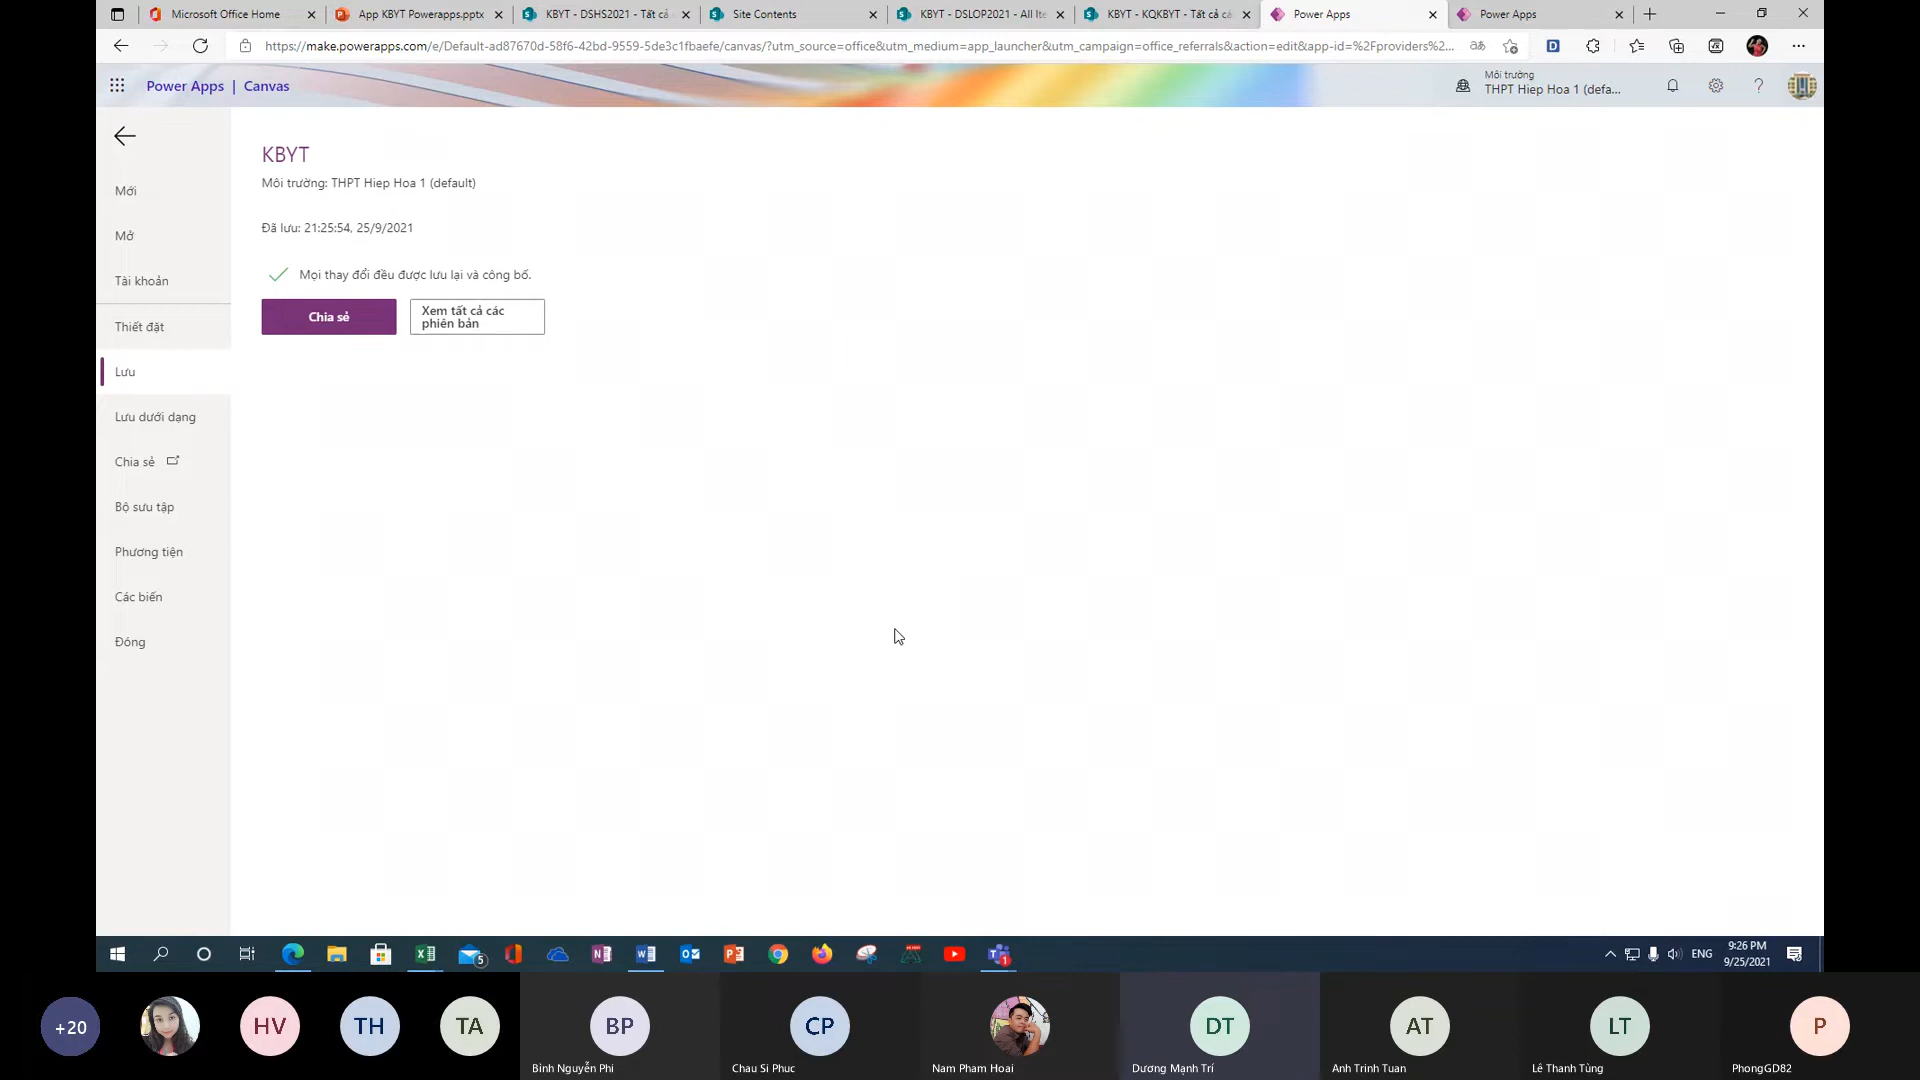 Microsoft Office Home
App KBYT Powerapps.pptx
KBYT - DSHS2021 - Tất cả
Site Contents
KBYT - DSLOP2021 - All Ite
KBYT - KQKBYT - Tất cả cá
Power Apps
Power Apps
https://make.powerapps.com/e/Default-ad87670d-58f6-42bd-9559-5de3c1fbaefe/canvas/?utm_source=office&utm_medium=app_launcher&utm_campaign=office_referrals&action=edit&app-id=%2Fproviders%2...
Power Apps | Canvas
Môi trường
THPT Hiep Hoa 1 (defa...
KBYT
Môi trường: THPT Hiep Hoa 1 (default)
Đã lưu: 21:25:54, 25/9/2021
Mọi thay đổi đều được lưu lại và công bố.
Chia sẻ
Xem tất cả các
phiên bản
Mới
Mở
Tài khoản
Thiết đặt
Lưu
Lưu dưới dạng
Chia sẻ
Bộ sưu tập
Phương tiện
Các biến
Đóng
5
1
ENG
9:26 PM
9/25/2021
+20
HV
TH
TA
BP
Bình Nguyễn Phi
CP
Chau Si Phuc
Nam Pham Hoai
DT
Dương Mạnh Trí
AT
Anh Trinh Tuan
LT
Lê Thanh Tùng
P
PhongGD82